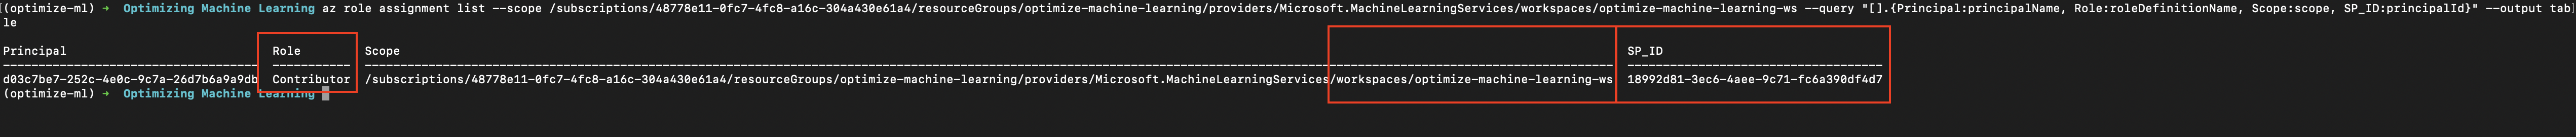 [(optimize-ml) → Optimizing Machine Learning az role assignment list --scope /subscriptions/48778e11-0fc7-4fc8-a16c-304a430e61a4/resourceGroups/optimize-machine-learning/providers/Microsoft.MachineLearningServices/workspaces/optimize-machine-learning-ws --query "[].{Principal:principalName, Role:roleDefinitionName, Scope:scope, SP_ID:principalId}" --output tab]
le
Principal Role Scope SP_ID
------------------------------------ ----------- ---------------------------------------------------------------------------------------------------------------------------------------------------------------------------------- ------------------------------------
d03c7be7-252c-4e0c-9c7a-26d7b6a9a9db Contributor /subscriptions/48778e11-0fc7-4fc8-a16c-304a430e61a4/resourceGroups/optimize-machine-learning/providers/Microsoft.MachineLearningServices/workspaces/optimize-machine-learning-ws 18992d81-3ec6-4aee-9c71-fc6a390df4d7
(optimize-ml) → Optimizing Machine Learning